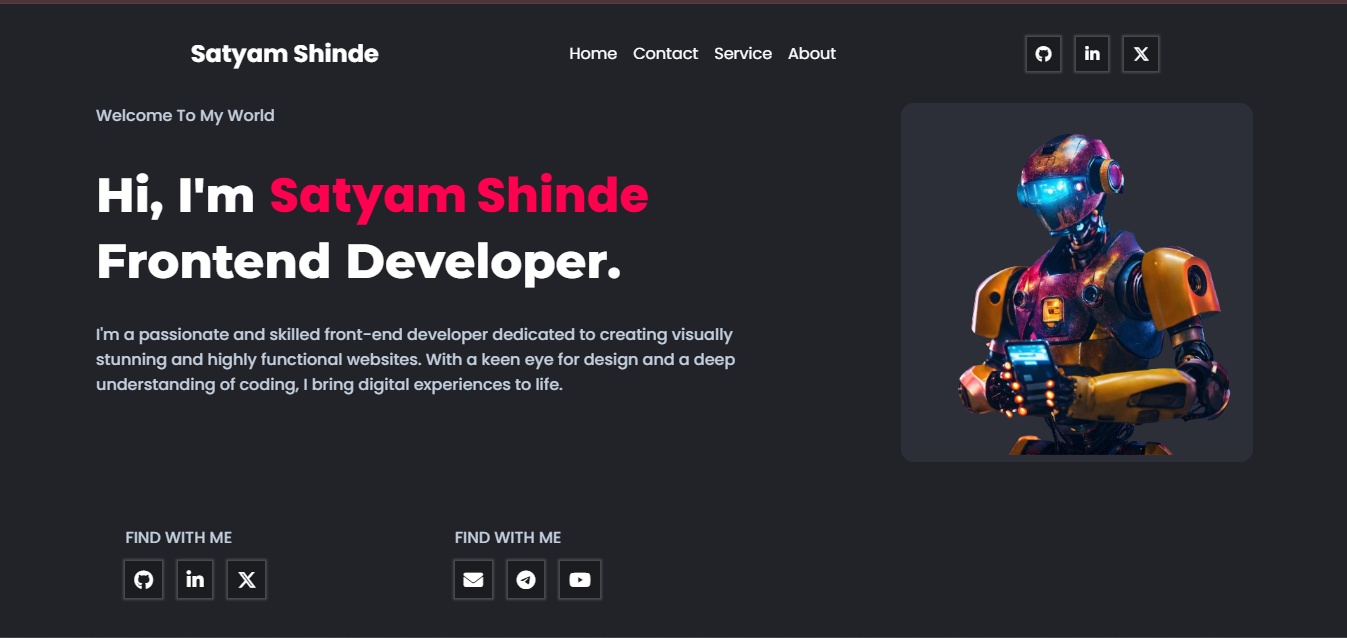 Satyam Shinde
Home Contact Service About
Welcome To My World
Hi, I'm Satyam Shinde
Frontend Developer.
I'm a passionate and skilled front-end developer dedicated to creating visually
stunning and highly functional websites. With a keen eye for design and a deep
understanding of coding, I bring digital experiences to life.
FIND WITH ME
FIND WITH ME